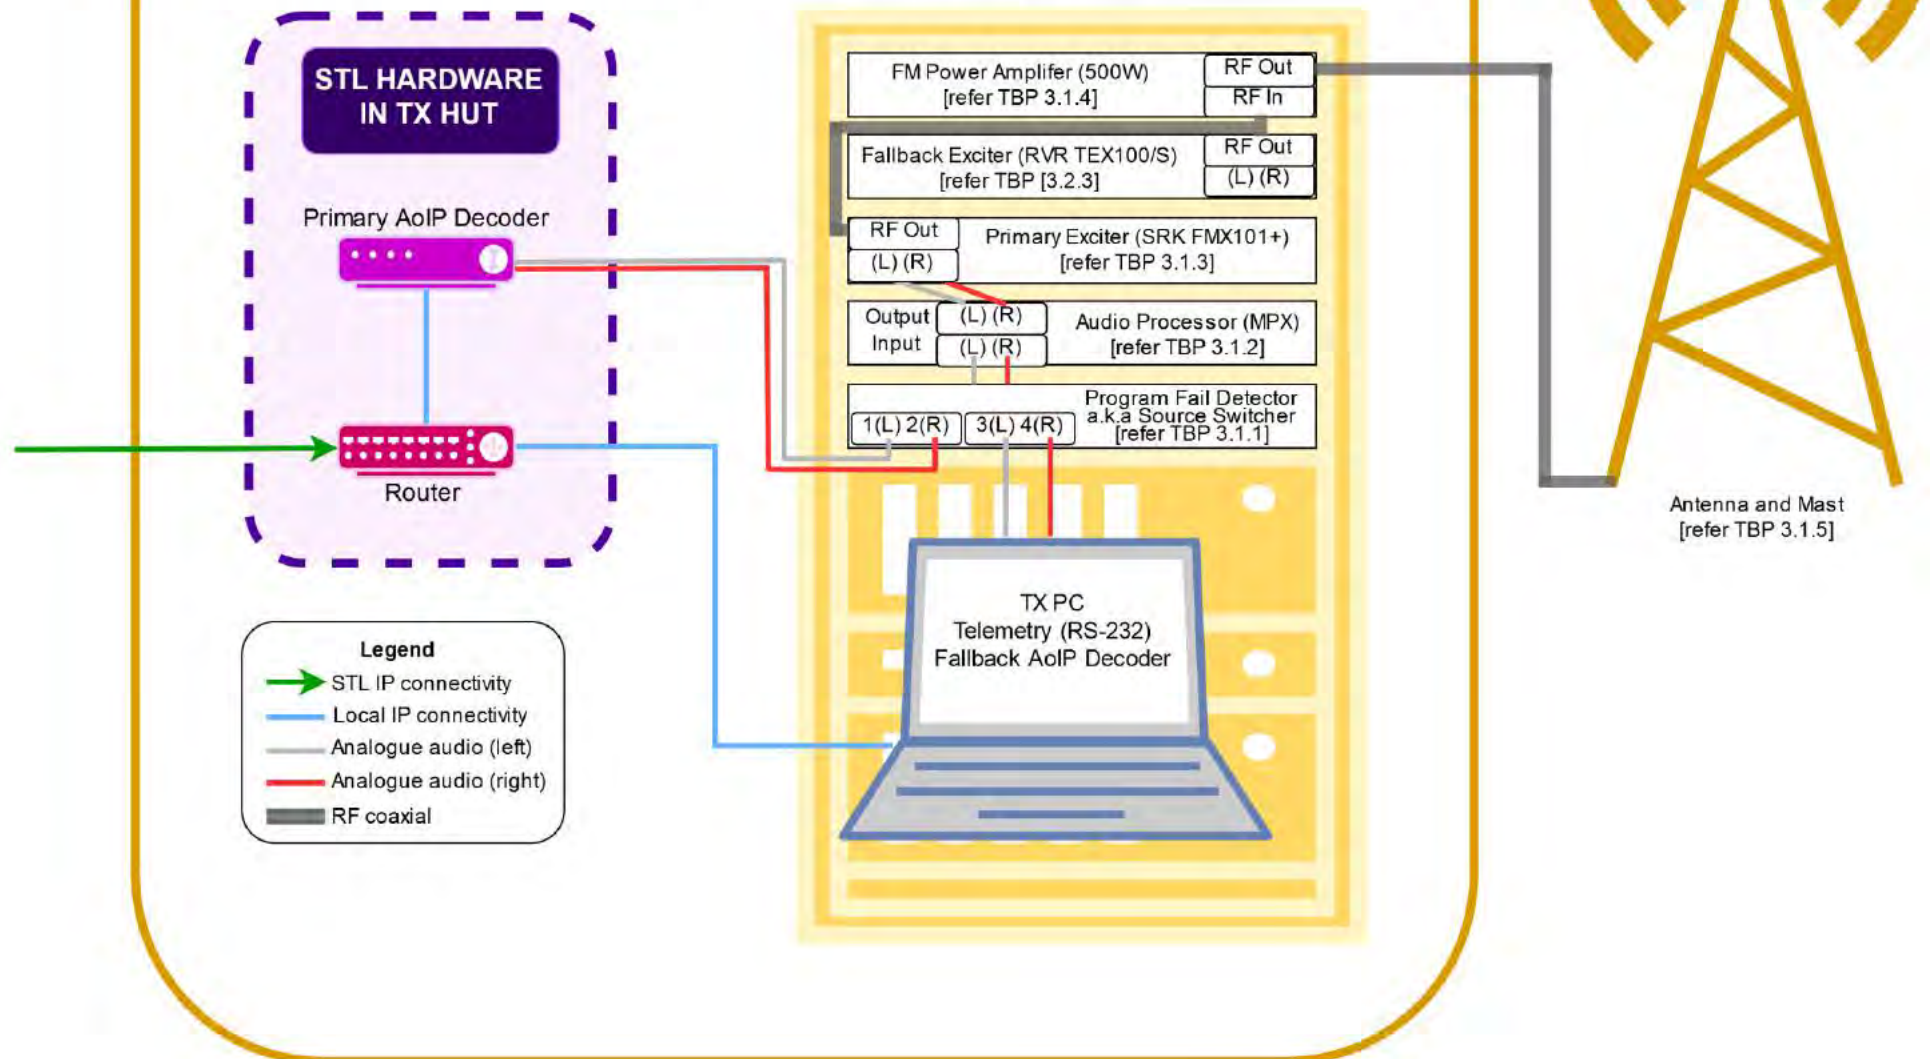 STL HARDWARE
IN TX HUT
Primary AoIP Decoder
Router
Legend
STL IP connectivity
Local IP connectivity
Analogue audio (left)
Analogue audio (right)
RF coaxial
FM Power Amplifer (500W)
[refer TBP 3.1.4]
RF Out
RF In
Fallback Exciter (RVR TEX100/S)
[refer TBP [3.2.3]
RF Out
(L) (R)
RF Out
(L) (R)
Primary Exciter (SRK FMX101+)
[refer TBP 3.1.3]
Output
(L) (R)
Input
(L) (R)
Audio Processor (MPX)
[refer TBP 3.1.2]
Program Fail Detector
a.k.a Source Switcher
[refer TBP 3.1.1]
1(L) 2(R)
3(L) 4(R)
TX PC
Telemetry (RS-232)
Fallback AoIP Decoder
Antenna and Mast
[refer TBP 3.1.5]